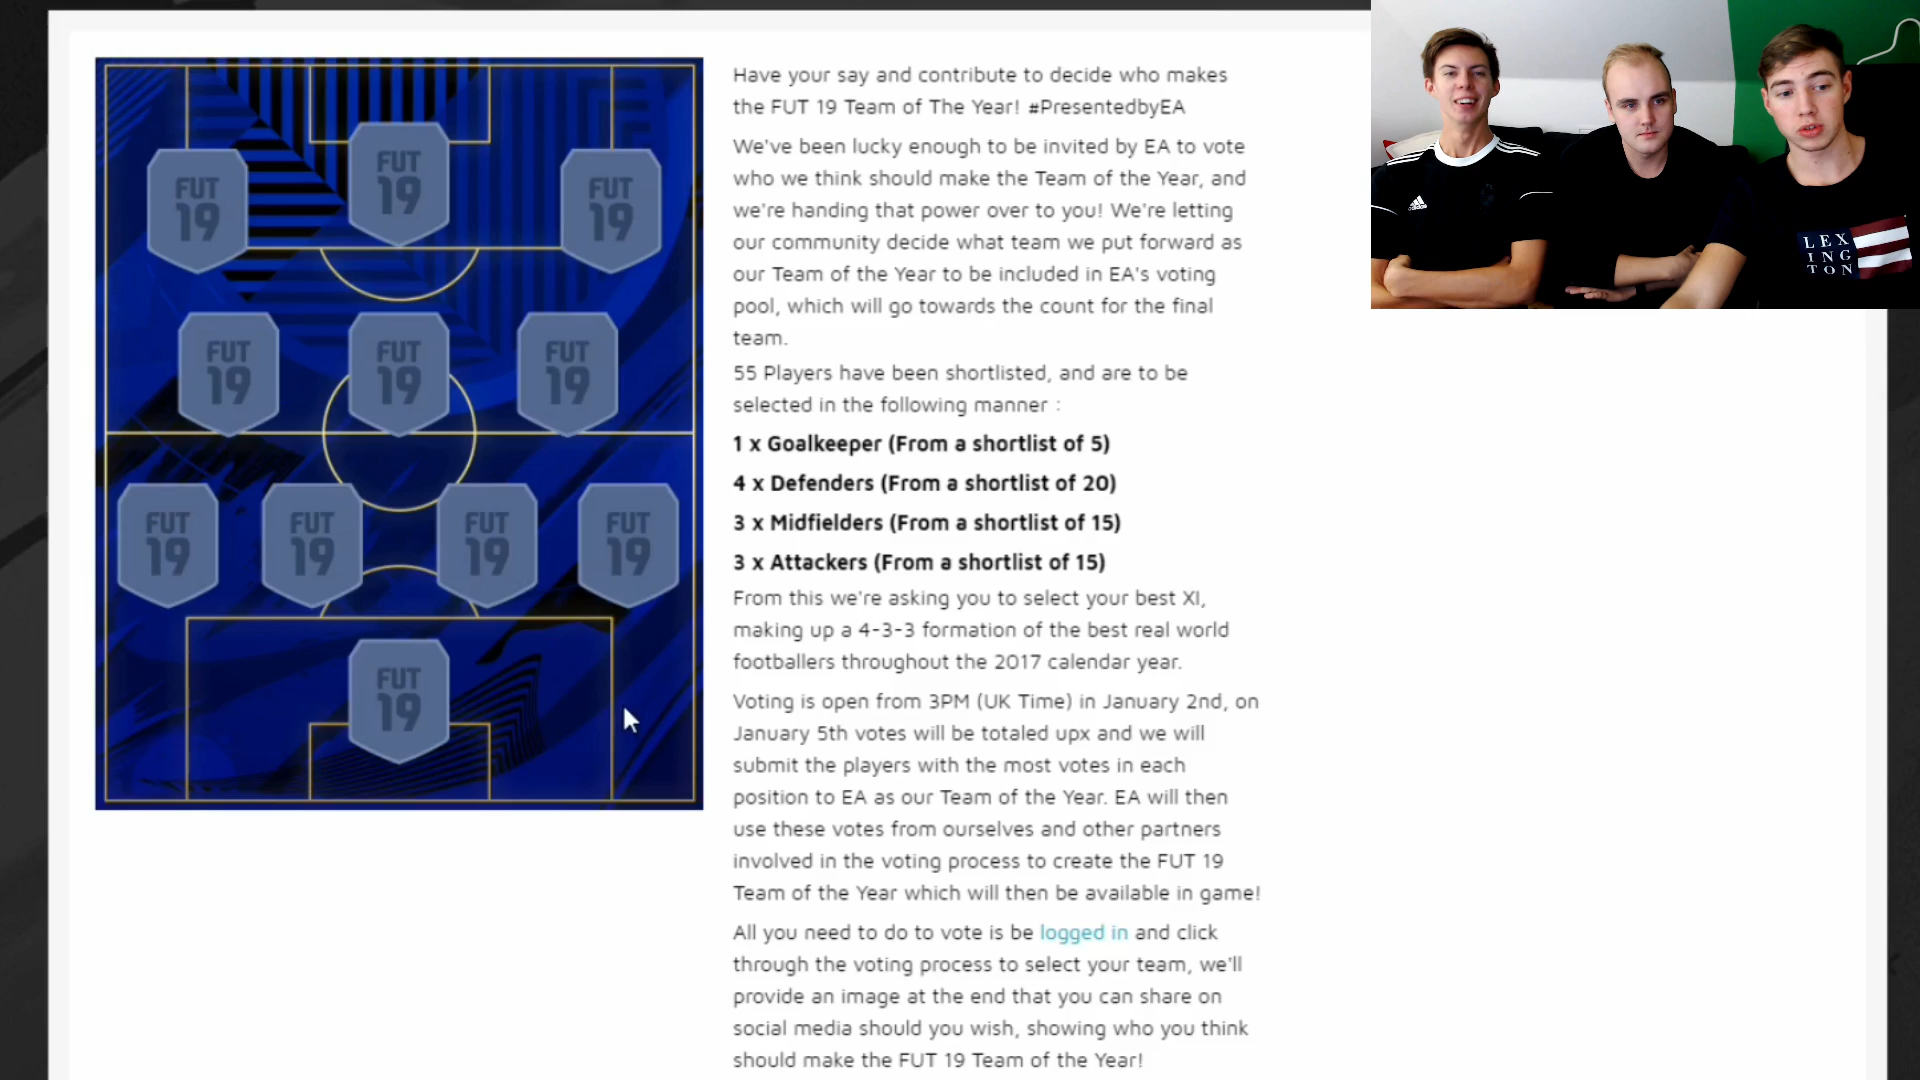 FUT
19
FUT
19
FUT
19
FUT
19
FUT
19
FUT
19
FUT
19
FUT
19
FUT
19
FUT
19
FUT
19
Have your say and contribute to decide who makes
the FUT 19 Team of The Year! #PresentedbyEA
We've been lucky enough to be invited by EA to vote
who we think should make the Team of the Year, and
we're handing that power over to you! We're letting
our community decide what team we put forward as
our Team of the Year to be included in EA's voting
pool, which will go towards the count for the final
team.
55 Players have been shortlisted, and are to be
selected in the following manner :
1 x Goalkeeper (From a shortlist of 5)
4 x Defenders (From a shortlist of 20)
3 x Midfielders (From a shortlist of 15)
3 x Attackers (From a shortlist of 15)
From this we're asking you to select your best XI,
making up a 4-3-3 formation of the best real world
footballers throughout the 2017 calendar year.
Voting is open from 3PM (UK Time) in January 2nd, on
January 5th votes will be totaled upx and we will
submit the players with the most votes in each
position to EA as our Team of the Year. EA will then
use these votes from ourselves and other partners
involved in the voting process to create the FUT 19
Team of the Year which will then be available in game!
All you need to do to vote is be logged in and click
through the voting process to select your team, we'll
provide an image at the end that you can share on
social media should you wish, showing who you think
should make the FUT 19 Team of the Year!
adidas
LEX
ING
TON